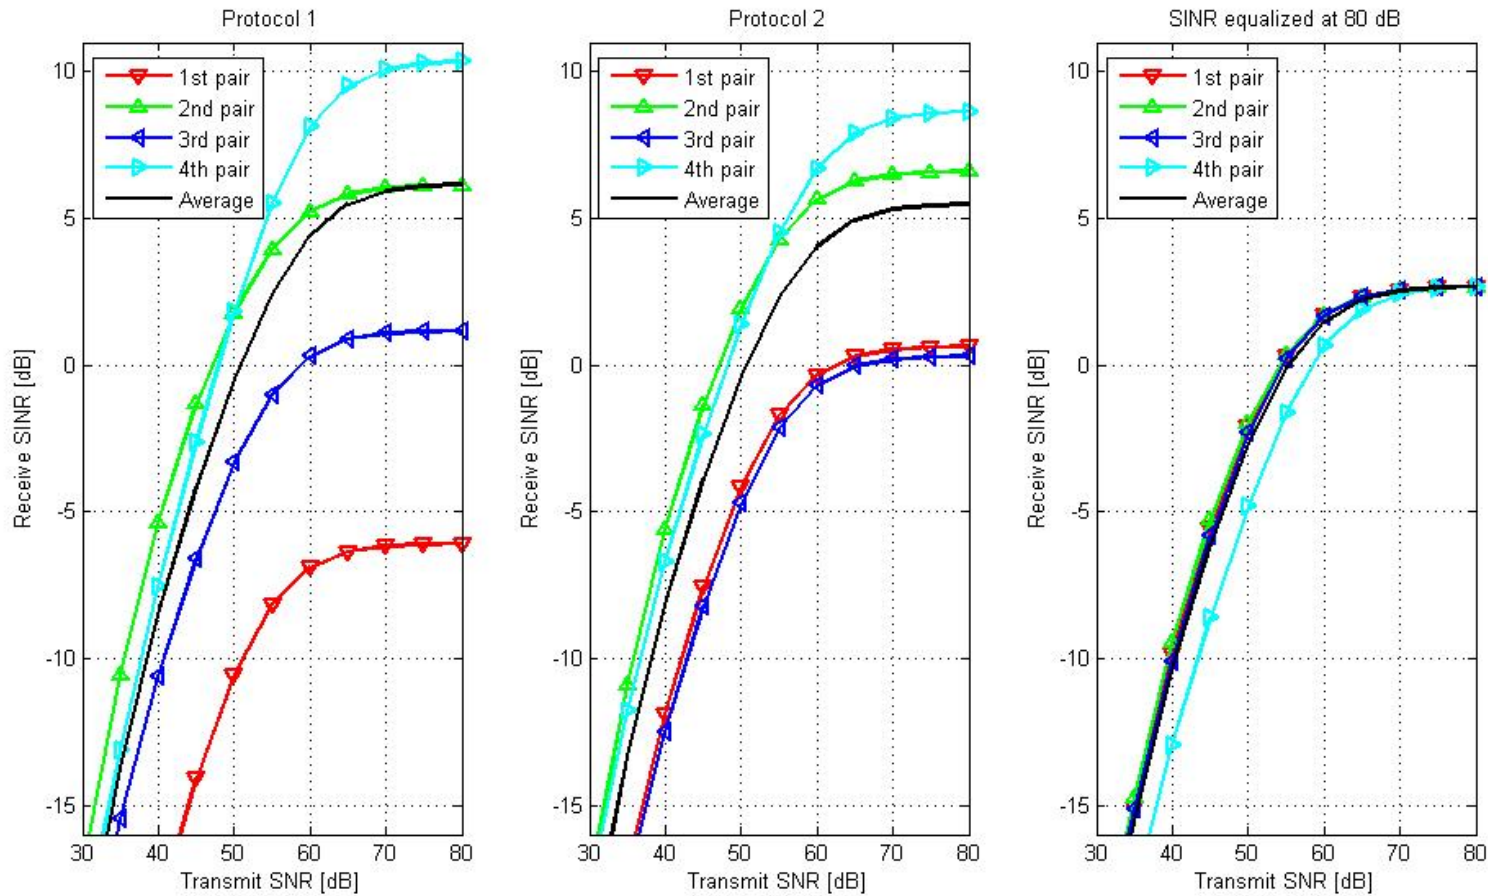 Protocol 1
10
5
0
-5
-10
-15
30 40 50 60 70 80
Receive SINR [dB]
Transmit SNR [dB]
1st pair
2nd pair
3rd pair
4th pair
Average
Protocol 2
10
5
0
-5
-10
-15
30 40 50 60 70 80
Receive SINR [dB]
Transmit SNR [dB]
1st pair
2nd pair
3rd pair
4th pair
Average
SINR equalized at 80 dB
10
5
0
-5
-10
-15
30 40 50 60 70 80
Receive SINR [dB]
Transmit SNR [dB]
1st pair
2nd pair
3rd pair
4th pair
Average